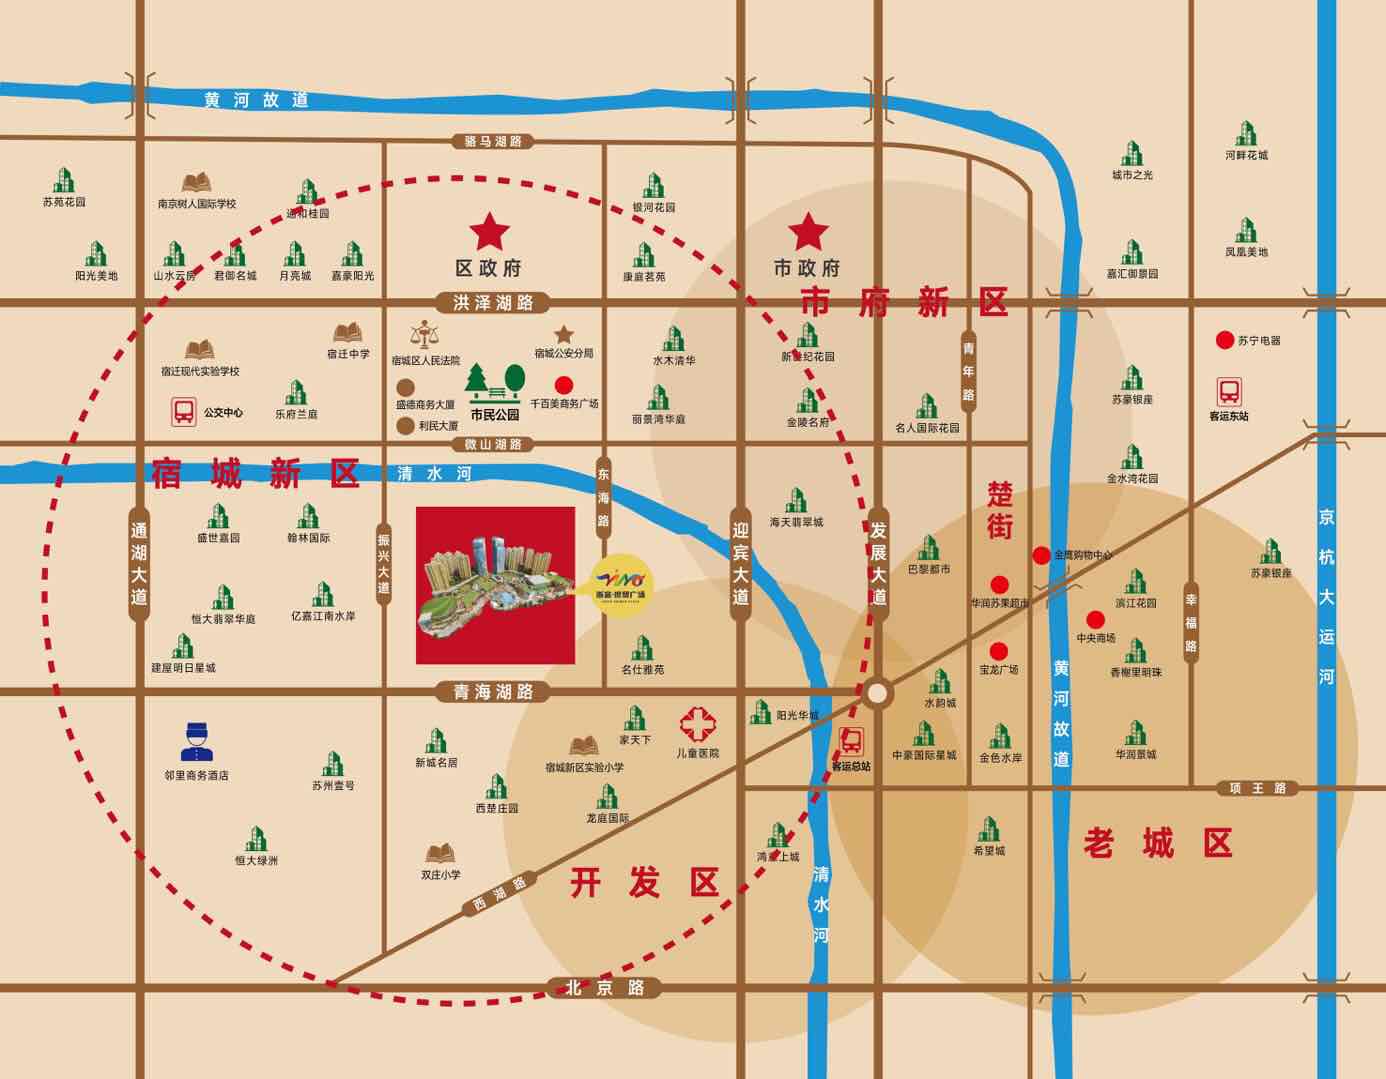 黄河故道
骆马湖路
苏苑花园
南京树人国际学校
通和桂园
银河花园
城市之光
河畔花城
阳光美地
山水云房
君御名城
月亮城
嘉豪阳光
区政府
康庭茗苑
市政府
嘉汇御景园
凤凰美地
洪泽湖路
市府新区
宿迁中学
宿城区人民法院
宿城公安分局
水木清华
新世纪花园
青年路
苏宁电器
宿迁现代实验学校
公交中心
乐府兰庭
盛德商务大厦
利民大厦
市民公园
千百美商务广场
丽景湾华庭
金陵名府
名人国际花园
苏豪银座
客运东站
微山湖路
宿城新区
清水河
东海路
金水湾花园
楚街
盛世嘉园
翰林国际
海天翡翠城
通湖大道
振兴大道
迎宾大道
发展大道
巴黎都市
金鹰购物中心
京杭大运河
苏豪银座
恒大翡翠华庭
亿嘉江南水岸
华润苏果超市
滨江花园
幸福路
中央商场
建屋明日星城
名仕雅苑
宝龙广场
香榭里明珠
黄河故道
青海湖路
水韵城
阳光华城
家天下
儿童医院
客运总站
中豪国际星城
金色水岸
华润景城
邻里商务酒店
苏州壹号
新城名居
宿城新区实验小学
西楚庄园
龙庭国际
项王路
恒大绿洲
双庄小学
西湖路
开发区
希望城
老城区
清水河
北京路